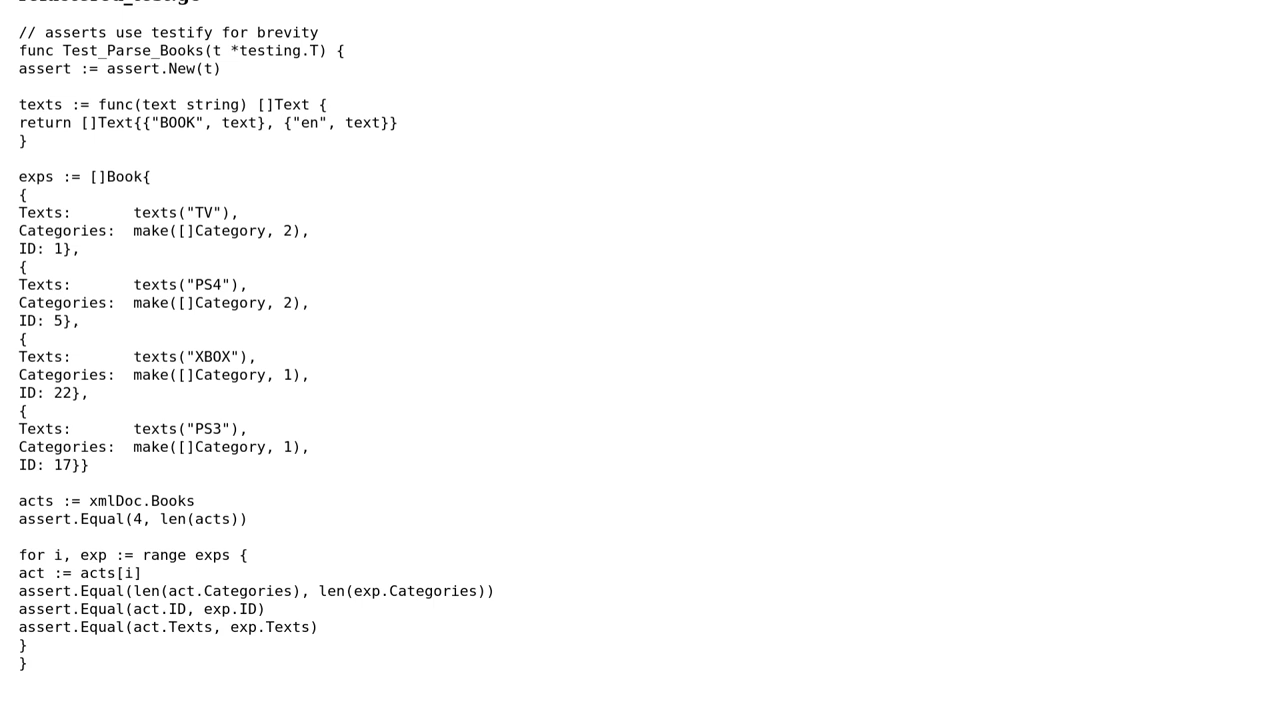 // asserts use testify for brevity
func Test_Parse_Books(t *testing.T) {
assert := assert.New(t)
texts := func(text string) []Text {
return []Text{{"BOOK", text}, {"en", text}}
}
exps := []Book{
{
Texts:       texts("TV"),
Categories:  make([]Category, 2),
ID: 1},
{
Texts:       texts("PS4"),
Categories:  make([]Category, 2),
ID: 5},
{
Texts:       texts("XBOX"),
Categories:  make([]Category, 1),
ID: 22},
{
Texts:       texts("PS3"),
Categories:  make([]Category, 1),
ID: 17}}
acts := xmlDoc.Books
assert.Equal(4, len(acts))
for i, exp := range exps {
act := acts[i]
assert.Equal(len(act.Categories), len(exp.Categories))
assert.Equal(act.ID, exp.ID)
assert.Equal(act.Texts, exp.Texts)
}
}